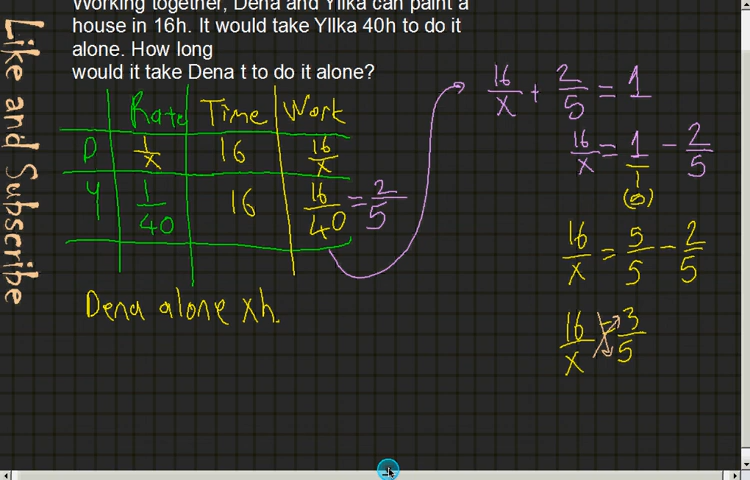 Working together, Dena and Yllka can paint a
house in 16h. It would take Yllka 40h to do it
alone. How long
would it take Dena t to do it alone?
Like and Subscribe
Rate Time Work
D 1/x 16 16/x
Y 1/40 16 16/40 = 2/5
Dena alone xh.
16/x + 2/5 = 1
16/x = 1/1 - 2/5
(5)
16/x = 5/5 - 2/5
16/x = 3/5